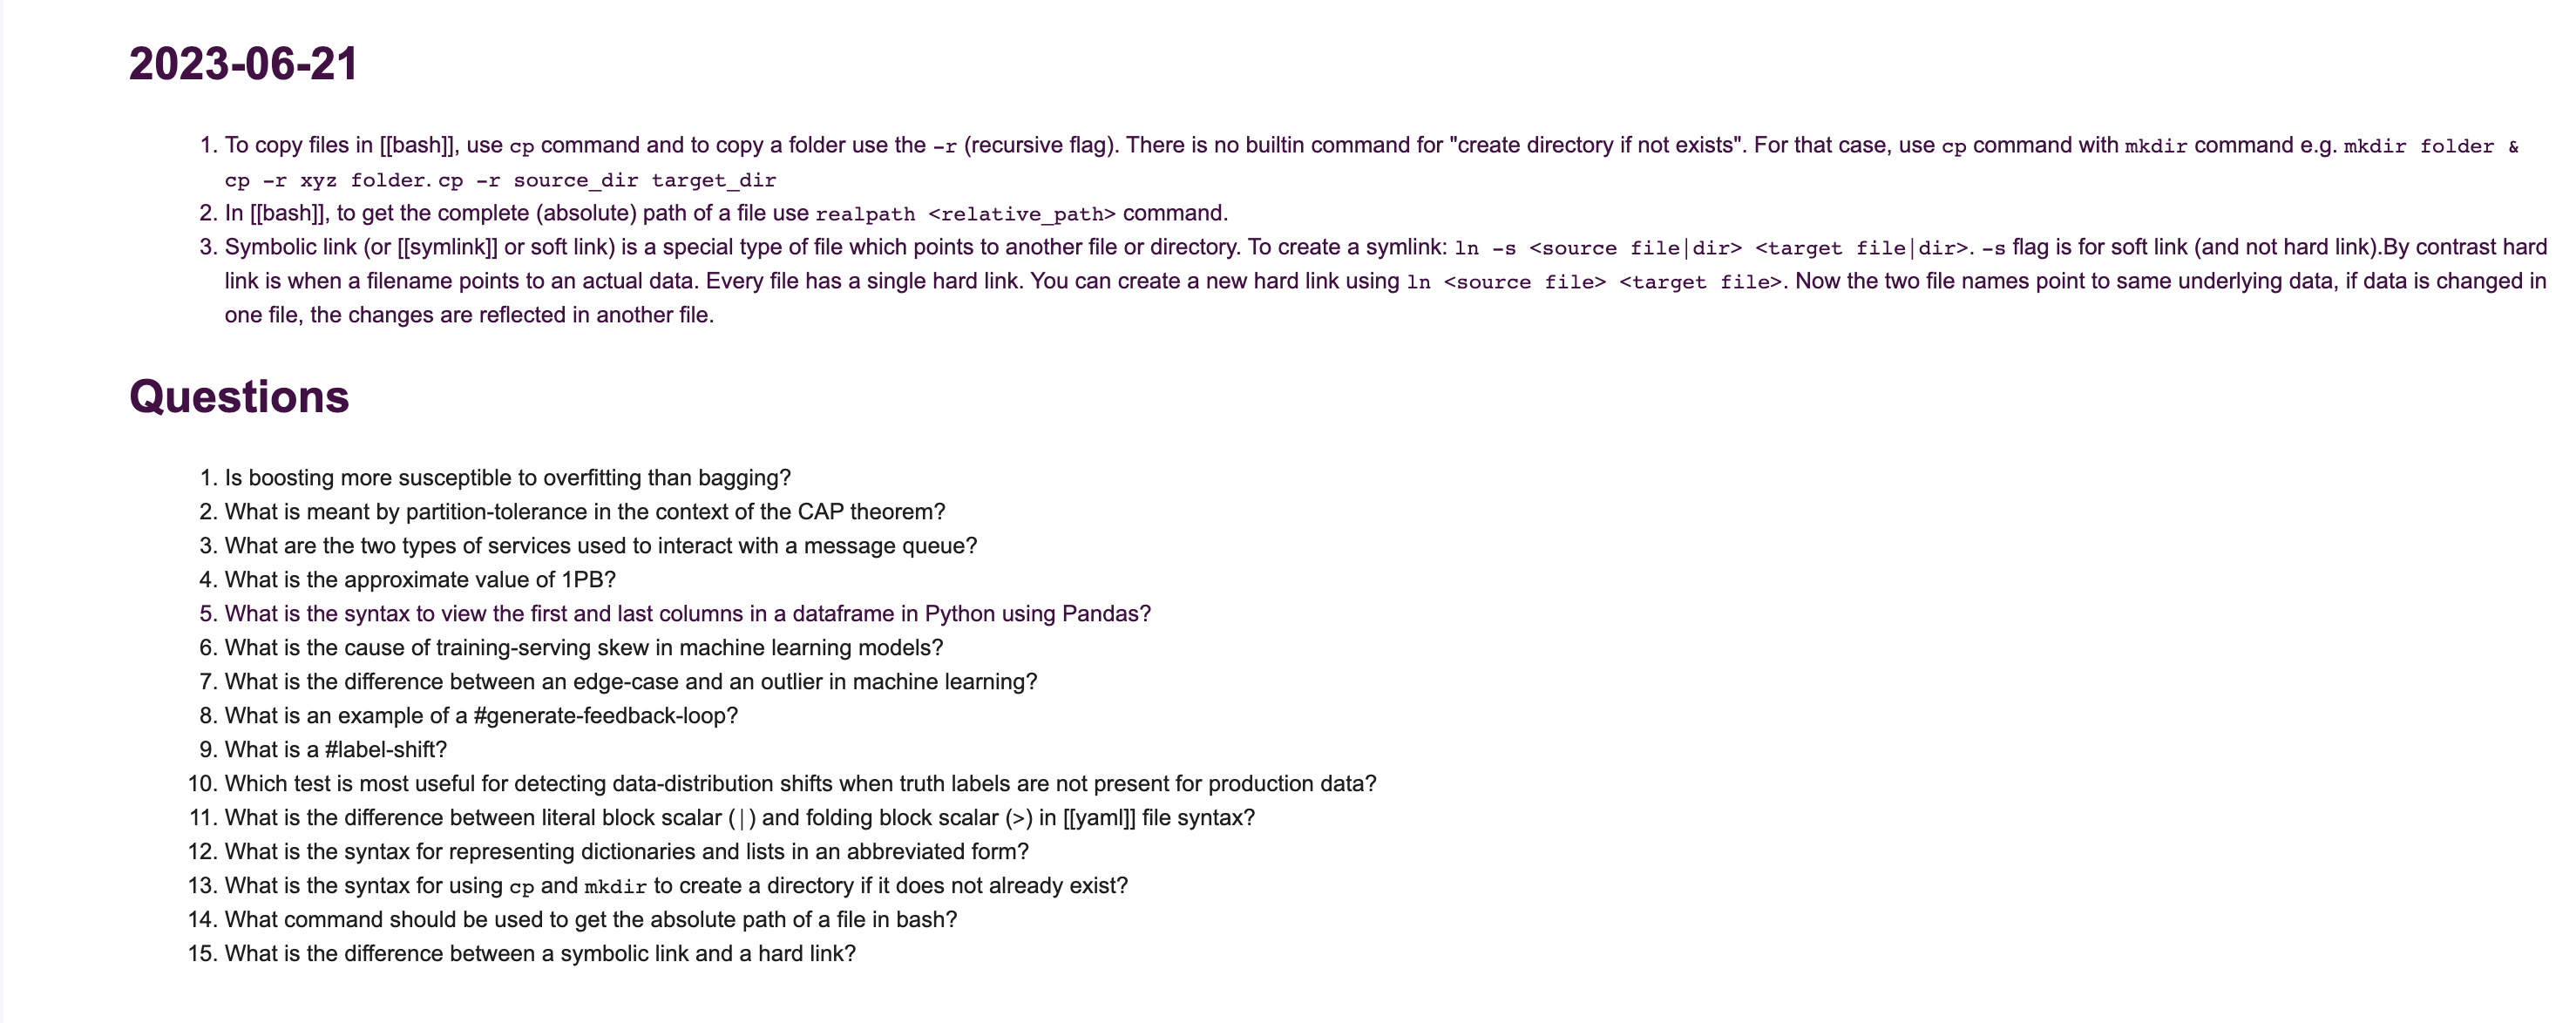 2023-06-21
1. To copy files in [[bash]], use cp command and to copy a folder use the -r (recursive flag). There is no builtin command for "create directory if not exists". For that case, use cp command with mkdir command e.g. mkdir folder &
cp -r xyz folder. cp -r source_dir target_dir
2. In [[bash]], to get the complete (absolute) path of a file use realpath <relative_path> command.
3. Symbolic link (or [[symlink]] or soft link) is a special type of file which points to another file or directory. To create a symlink: ln -s <source file|dir> <target file|dir>. -s flag is for soft link (and not hard link).By contrast hard
link is when a filename points to an actual data. Every file has a single hard link. You can create a new hard link using ln <source file> <target file>. Now the two file names point to same underlying data, if data is changed in
one file, the changes are reflected in another file.
Questions
1. Is boosting more susceptible to overfitting than bagging?
2. What is meant by partition-tolerance in the context of the CAP theorem?
3. What are the two types of services used to interact with a message queue?
4. What is the approximate value of 1PB?
5. What is the syntax to view the first and last columns in a dataframe in Python using Pandas?
6. What is the cause of training-serving skew in machine learning models?
7. What is the difference between an edge-case and an outlier in machine learning?
8. What is an example of a #generate-feedback-loop?
9. What is a #label-shift?
10. Which test is most useful for detecting data-distribution shifts when truth labels are not present for production data?
11. What is the difference between literal block scalar (|) and folding block scalar (>) in [[yaml]] file syntax?
12. What is the syntax for representing dictionaries and lists in an abbreviated form?
13. What is the syntax for using cp and mkdir to create a directory if it does not already exist?
14. What command should be used to get the absolute path of a file in bash?
15. What is the difference between a symbolic link and a hard link?